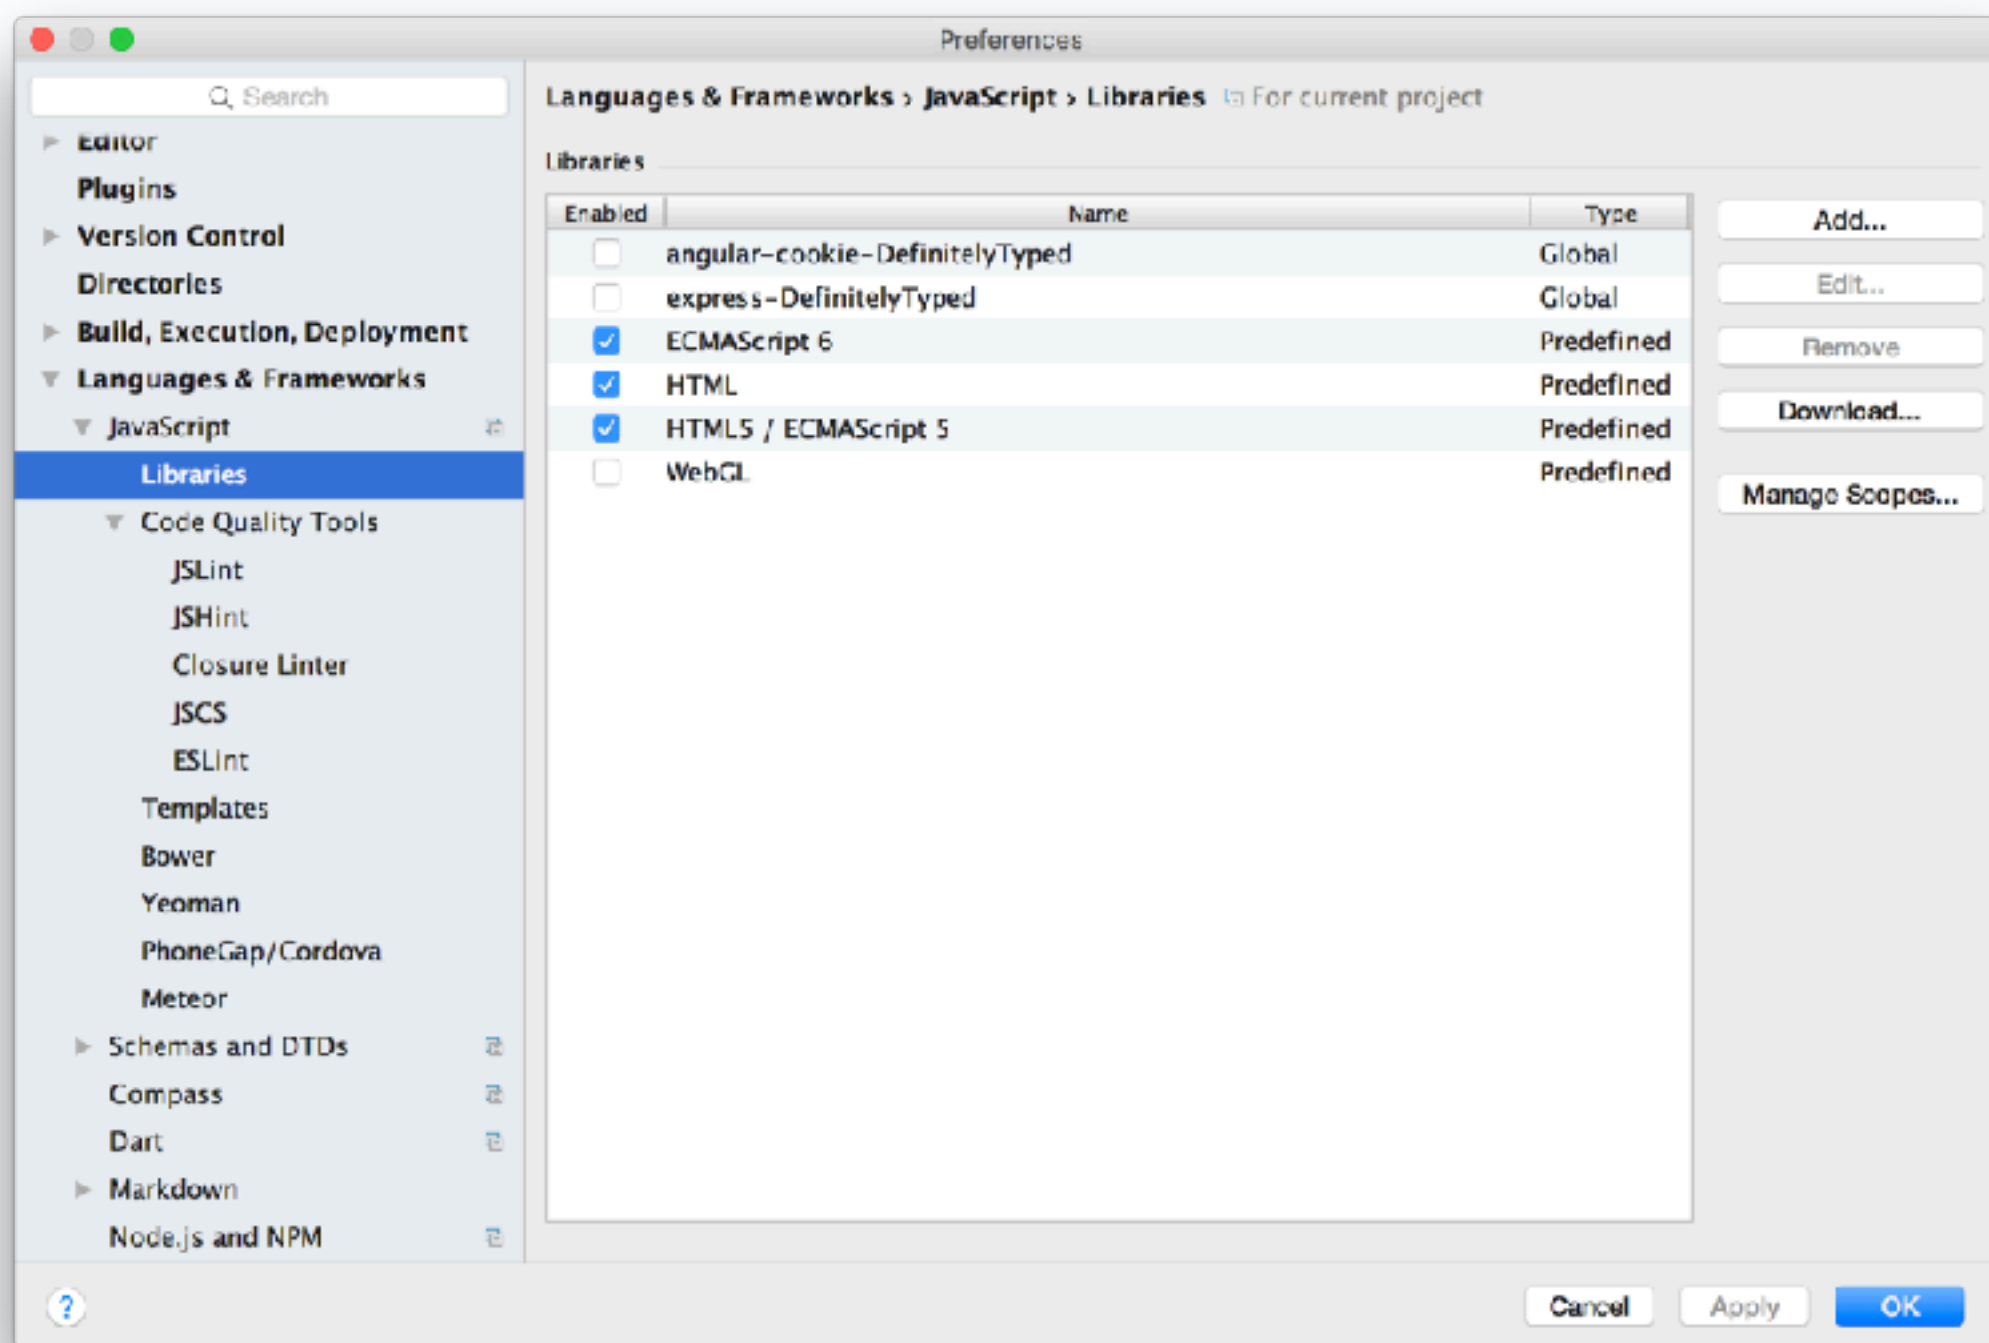 Preferences
Search
Editor
Plugins
Version Control
Directories
Build, Execution, Deployment
Languages & Frameworks
JavaScript
Libraries
Code Quality Tools
JSLint
JSHint
Closure Linter
JSCS
ESLint
Templates
Bower
Yeoman
PhoneGap/Cordova
Meteor
Schemas and DTDs
Compass
Dart
Markdown
Node.js and NPM
Languages & Frameworks › JavaScript › Libraries For current project
Libraries
Enabled Name Type
angular-cookie-DefinitelyTyped Global
express-DefinitelyTyped Global
ECMAScript 6 Predefined
HTML Predefined
HTML5 / ECMAScript 5 Predefined
WebGL Predefined
Add...
Edit...
Remove
Download...
Manage Scopes...
?
Cancel
Apply
OK